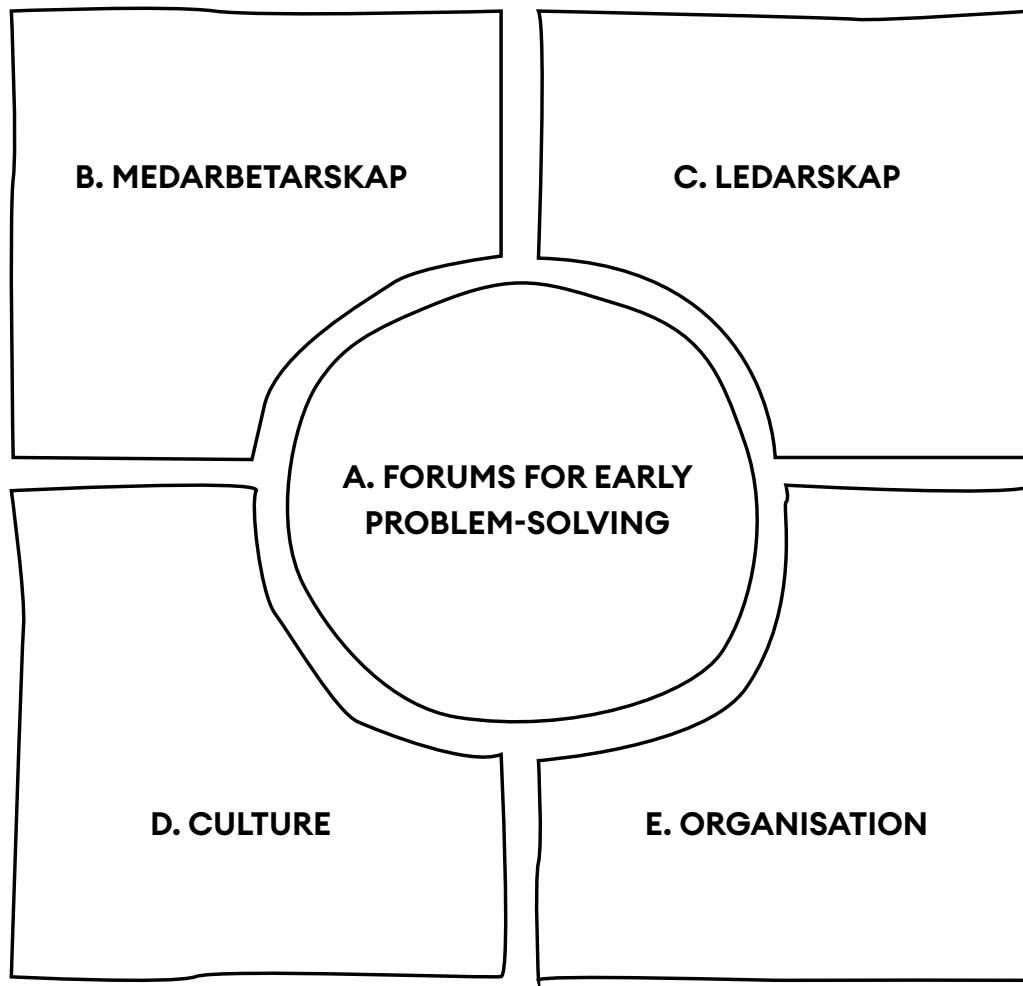 B. MEDARBETARSKAP
C. LEDARSKAP
A. FORUMS FOR EARLY
PROBLEM-SOLVING
D. CULTURE
E. ORGANISATION